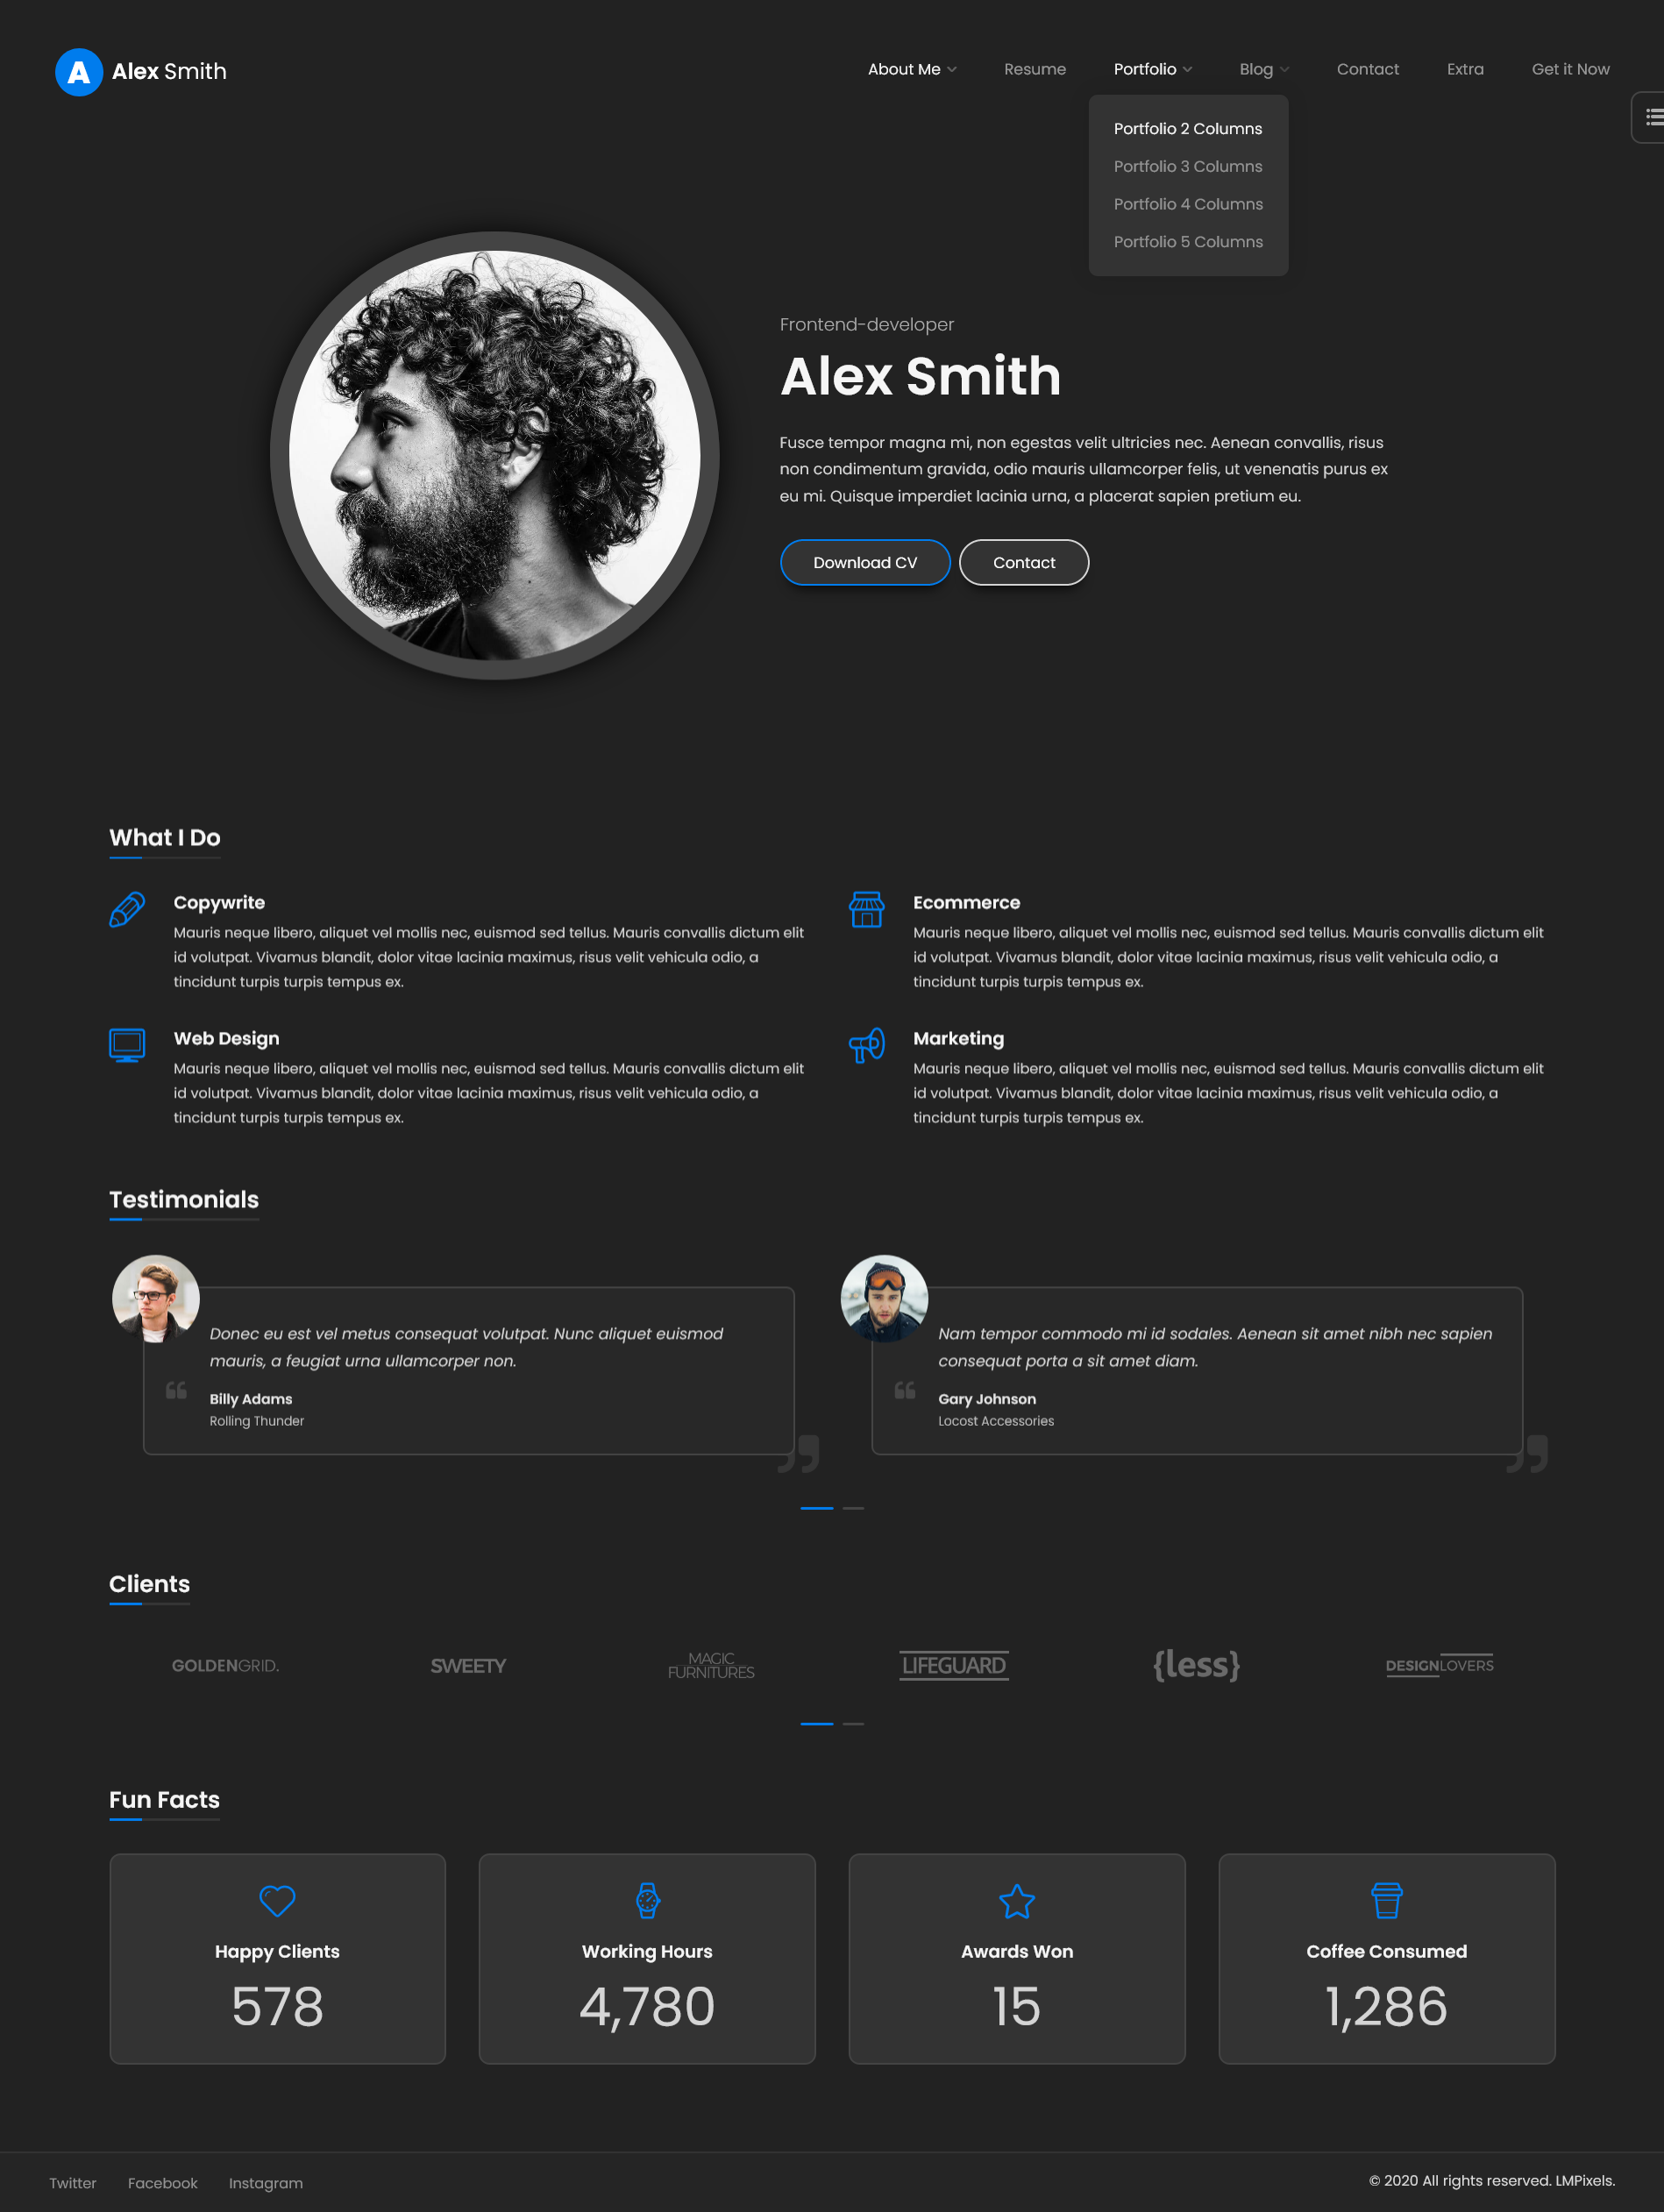 A Alex Smith
About Me Resume Portfolio Blog Contact Extra Get it Now
Portfolio 2 Columns
Portfolio 3 Columns
Portfolio 4 Columns
Portfolio 5 Columns
Frontend-developer
Alex Smith
Fusce tempor magna mi, non egestas velit ultricies nec. Aenean convallis, risus
non condimentum gravida, odio mauris ullamcorper felis, ut venenatis purus ex
eu mi. Quisque imperdiet lacinia urna, a placerat sapien pretium eu.
Download CV Contact
What I Do
Copywrite
Mauris neque libero, aliquet vel mollis nec, euismod sed tellus. Mauris convallis dictum elit
id volutpat. Vivamus blandit, dolor vitae lacinia maximus, risus velit vehicula odio, a
tincidunt turpis turpis tempus ex.
Ecommerce
Mauris neque libero, aliquet vel mollis nec, euismod sed tellus. Mauris convallis dictum elit
id volutpat. Vivamus blandit, dolor vitae lacinia maximus, risus velit vehicula odio, a
tincidunt turpis turpis tempus ex.
Web Design
Mauris neque libero, aliquet vel mollis nec, euismod sed tellus. Mauris convallis dictum elit
id volutpat. Vivamus blandit, dolor vitae lacinia maximus, risus velit vehicula odio, a
tincidunt turpis turpis tempus ex.
Marketing
Mauris neque libero, aliquet vel mollis nec, euismod sed tellus. Mauris convallis dictum elit
id volutpat. Vivamus blandit, dolor vitae lacinia maximus, risus velit vehicula odio, a
tincidunt turpis turpis tempus ex.
Testimonials
Donec eu est vel metus consequat volutpat. Nunc aliquet euismod
mauris, a feugiat urna ullamcorper non.
Billy Adams
Rolling Thunder
Nam tempor commodo mi id sodales. Aenean sit amet nibh nec sapien
consequat porta a sit amet diam.
Gary Johnson
Locost Accessories
Clients
GOLDENGRID.
SWEETY
MAGIC
FURNITURES
LIFEGUARD
{less}
DESIGNLOVERS
Fun Facts
Happy Clients
578
Working Hours
4,780
Awards Won
15
Coffee Consumed
1,286
Twitter Facebook Instagram
© 2020 All rights reserved. LMPixels.